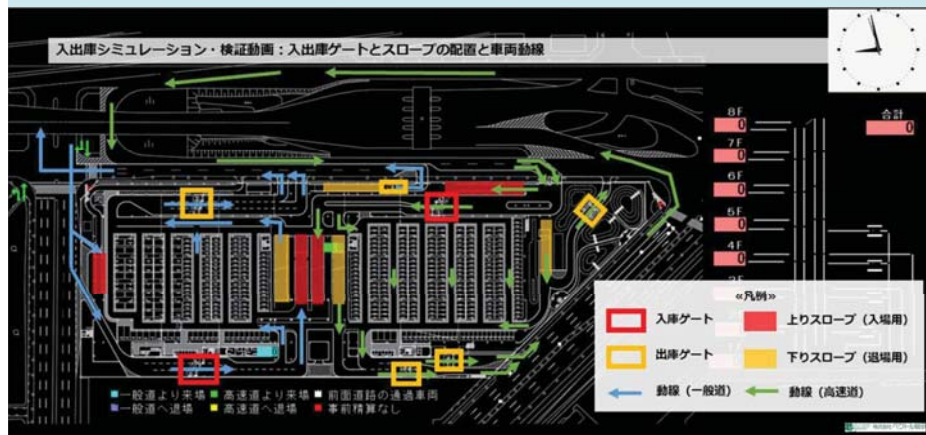 入出庫シミュレーション・検証動画：入出庫ゲートとスロープの配置と車両動線
8F
0
合計
0
7F
0
6F
0
5F
0
4F
0
≪凡例≫
入庫ゲート
上りスロープ（入場用）
出庫ゲート
下りスロープ（退場用）
動線（一般道）
動線（高速道）
0
■一般道より来場 ■高速道より来場 ■前面道路の通過車両
■一般道へ退場 ■高速道へ退場 ■事前精算なし